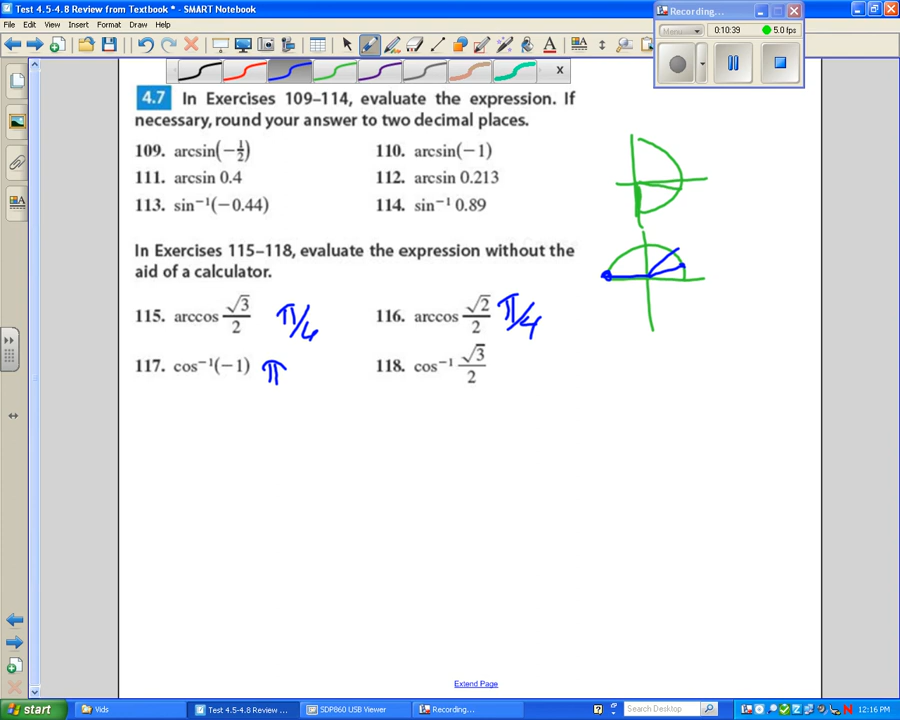 Test 4.5-4.8 Review from Textbook * - SMART Notebook
Recording...
File Edit View Insert Format Draw Help
Menu
0:10:39
5.0 fps
x
4.7 In Exercises 109–114, evaluate the expression. If
necessary, round your answer to two decimal places.
109. arcsin(−1/2) 110. arcsin(−1)
111. arcsin 0.4 112. arcsin 0.213
113. sin⁻¹(−0.44) 114. sin⁻¹ 0.89
In Exercises 115–118, evaluate the expression without the
aid of a calculator.
115. arccos √3/2 π/6 116. arccos √2/2 π/4
117. cos⁻¹(−1) π 118. cos⁻¹ √3/2
Extend Page
start
Vids
Test 4.5-4.8 Review ...
SDP860 USB Viewer
Recording...
Search Desktop
12:16 PM